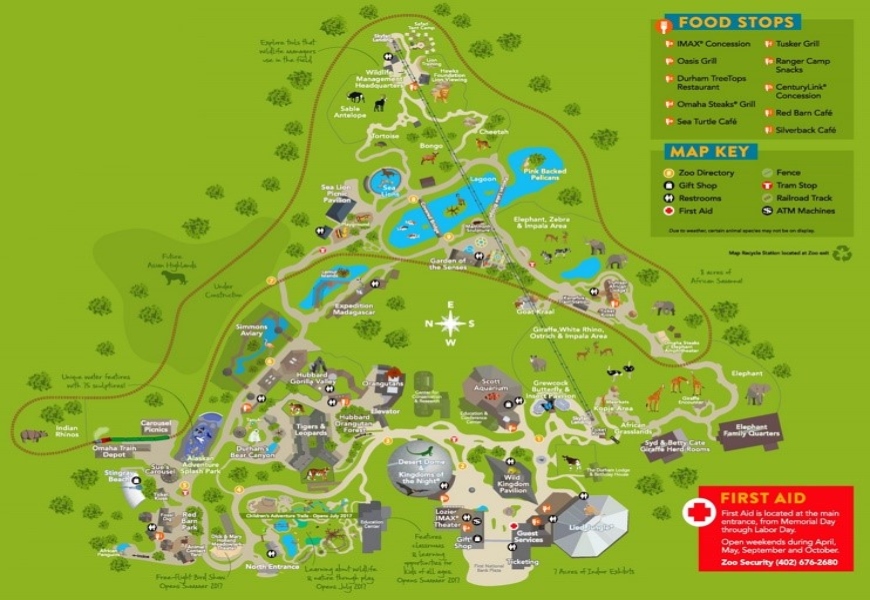 FOOD STOPS
IMAX® Concession
Oasis Grill
Durham TreeTops
Restaurant
Omaha Steaks® Grill
Sea Turtle Café
Tusker Grill
Ranger Camp
Snacks
CenturyLink®
Concession
Red Barn Café
Silverback Café
MAP KEY
Zoo Directory
Gift Shop
Restrooms
First Aid
Fence
Tram Stop
Railroad Track
ATM Machines
Due to weather, certain animal species may not be on display.
Map Recycle Station located at Zoo exit
Explore links that
wildlife managers
use in the field
Wildlife
Management
Headquarters
Sable
Antelope
Tortoise
Bongo
Cheetah
Sea Lion
Picnic
Pavilion
Sea
Lions
Lagoon
Pink Backed
Pelicans
Elephant, Zebra
& Impala Area
Garden of
the Senses
Future
Asian Highlands
Under
Construction
Expedition
Madagascar
Goat Kraal
5 acres of
African Savanna
E
N
S
W
Giraffe, White Rhino,
Ostrich & Impala Area
Simmons
Aviary
Unique water features
with 15 sculptures!
Hubbard
Gorilla Valley
Orangutans
Elevator
Hubbard
Orangutan
Forest
Scott
Aquarium
Education &
Conference
Center
Grewcock
Butterfly &
Insect Pavilion
Kopje Area
African
Grasslands
Elephant
Elephant
Family Quarters
Syd & Betty Cate
Giraffe Herd Rooms
Indian
Rhinos
Omaha Train
Depot
Carousel
Picnics
Alaskan
Adventure
Splash Park
Durham's
Bear Canyon
Tigers &
Leopards
Stingray
Beach
Red
Barn
Park
Desert Dome
& Kingdoms of
the Night®
Wild
Kingdom
Pavilion
The Durham Lodge
& Birthday House
Children's Adventure Trails - Opens July 2017
Education
Center
Lozier
IMAX®
Theater
Gift
Shop
Guest
Services
Lied Jungle®
Ticketing
7 Acres of Indoor Exhibits
North Entrance
Free-flight Bird Show
Opens Summer 2017
Learning about wildlife
& nature through play
Opens July 2017
Features
classrooms
& learning
opportunities
for kids of all ages
Opens Summer 2017
FIRST AID
First Aid is located at the main
entrance, from Memorial Day
through Labor Day.
Open weekends during April,
May, September and October.
Zoo Security (402) 676-2680